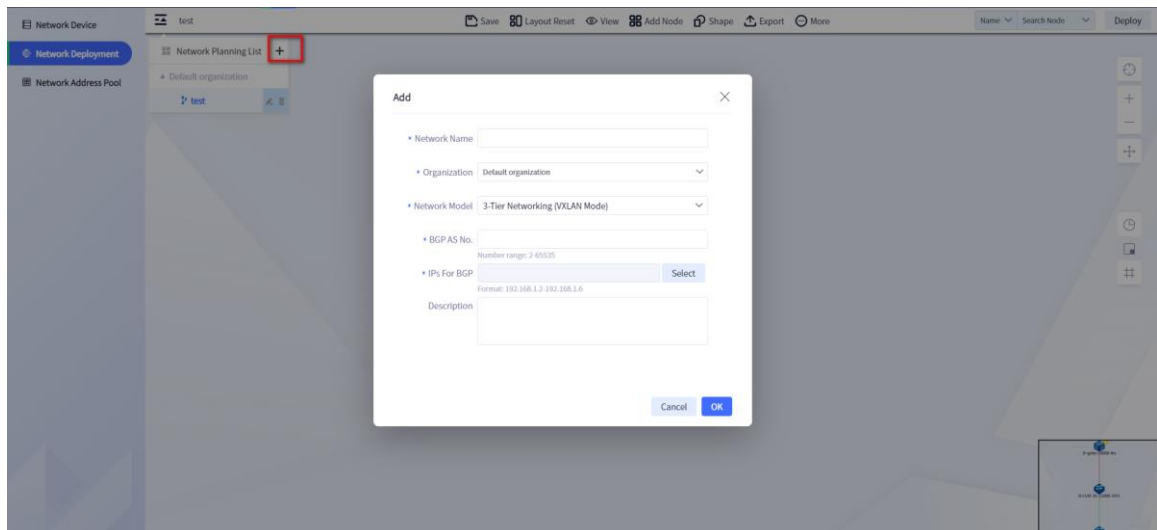 Network Device
test
Save Layout Reset View Add Node Shape Export More
Name Search Node
Deploy
Network Deployment
Network Planning List +
Network Address Pool
Default organization
test
Add
* Network Name
* Organization Default organization
* Network Model 3-Tier Networking (VXLAN Mode)
* BGP AS No.
Number range: 2-65535
* IPs For BGP Select
Format: 192.168.1.2-192.168.1.6
Description
Cancel OK